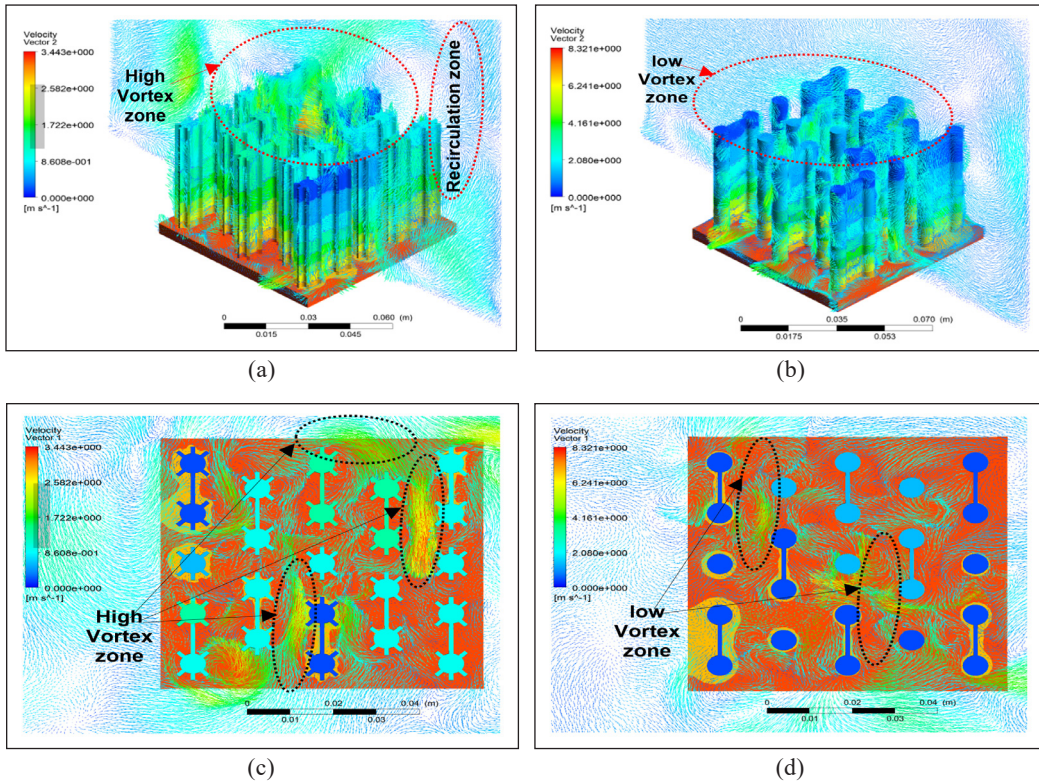 Velocity
Vector 2
3.443e+000
2.582e+000
1.722e+000
8.608e-001
0.000e+000
[m s^-1]
High
Vortex
zone
Recirculation zone
0 0.03 0.060 (m)
0.015 0.045
(a)
Velocity
Vector 2
8.321e+000
6.241e+000
4.161e+000
2.080e+000
0.000e+000
[m s^-1]
low
Vortex
zone
0 0.035 0.070 (m)
0.0175 0.053
(b)
Velocity
Vector 1
3.443e+000
2.582e+000
1.722e+000
8.608e-001
0.000e+000
[m s^-1]
High
Vortex
zone
0 0.02 0.04 (m)
0.01 0.03
(c)
Velocity
Vector 1
8.321e+000
6.241e+000
4.161e+000
2.080e+000
0.000e+000
[m s^-1]
low
Vortex
zone
0 0.02 0.04 (m)
0.01 0.03
(d)